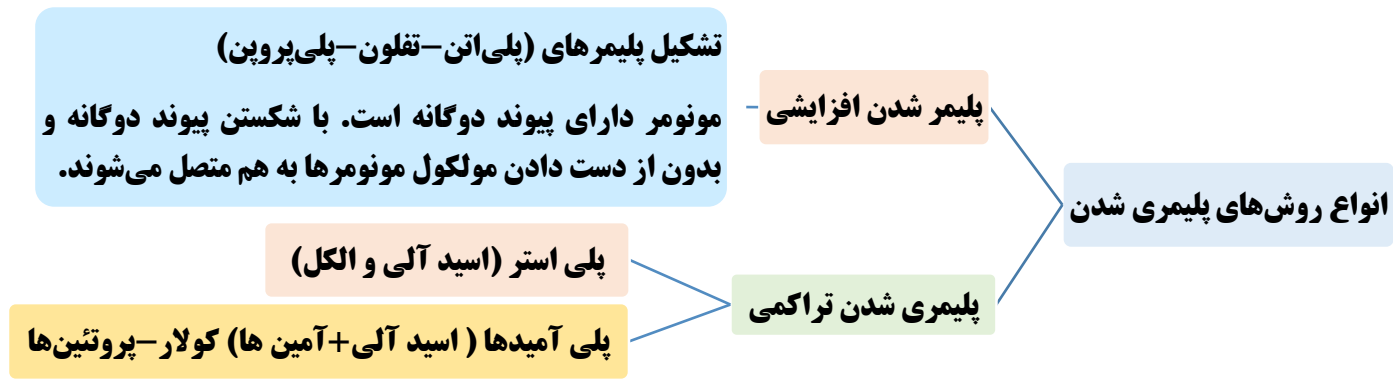 انواع روش‌های پلیمری شدن
پلیمر شدن افزایشی
تشکیل پلیمرهای (پلی‌اتن–تفلون–پلی‌پروپن)
مونومر دارای پیوند دوگانه است. با شکستن پیوند دوگانه و
بدون از دست دادن مولکول مونومرها به هم متصل می‌شوند.
پلیمری شدن تراکمی
پلی استر (اسید آلی و الکل)
پلی آمیدها ( اسید آلی+آمین ها) کولار–پروتئین‌ها